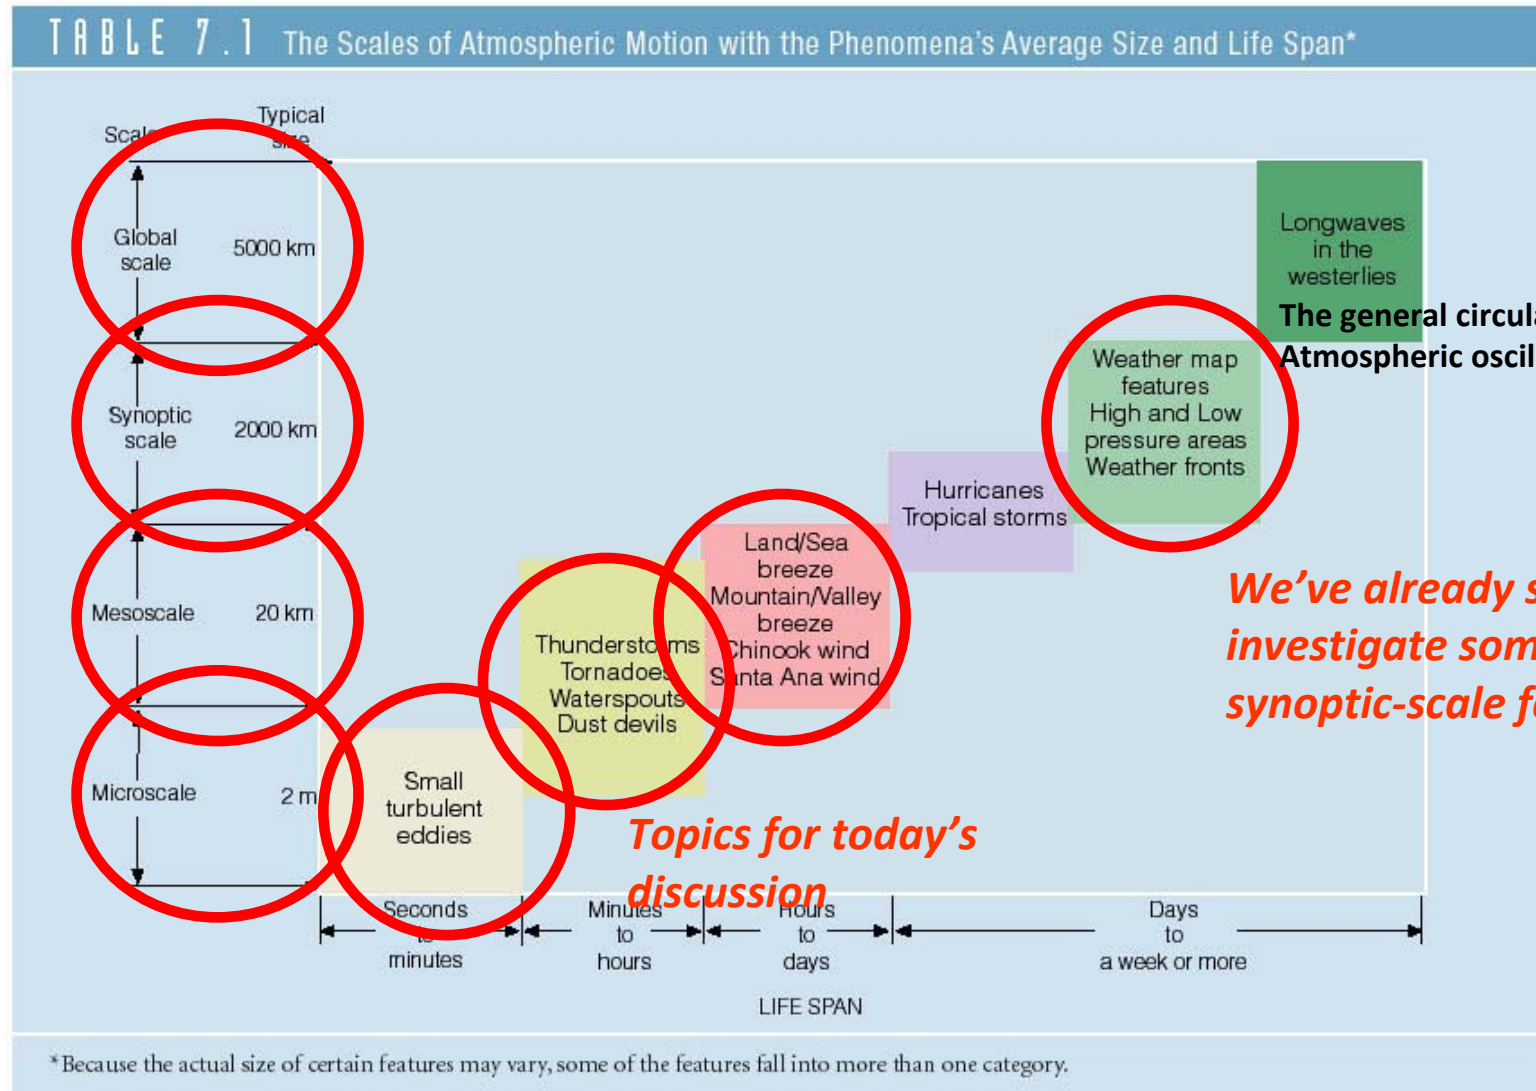 TABLE 7.1 The Scales of Atmospheric Motion with the Phenomena's Average Size and Life Span*
Scale
Typical
size
Global
scale
5000 km
Synoptic
scale
2000 km
Mesoscale
20 km
Microscale
2 m
Longwaves
in the
westerlies
The general circula
Atmospheric oscil
Weather map
features
High and Low
pressure areas
Weather fronts
Hurricanes
Tropical storms
Land/Sea
breeze
Mountain/Valley
breeze
Chinook wind
Santa Ana wind
We've already s
investigate som
synoptic-scale fe
Thunderstorms
Tornadoes
Waterspouts
Dust devils
Small
turbulent
eddies
Topics for today's
discussion
Seconds
to
minutes
Minutes
to
hours
Hours
to
days
Days
to
a week or more
LIFE SPAN
*Because the actual size of certain features may vary, some of the features fall into more than one category.